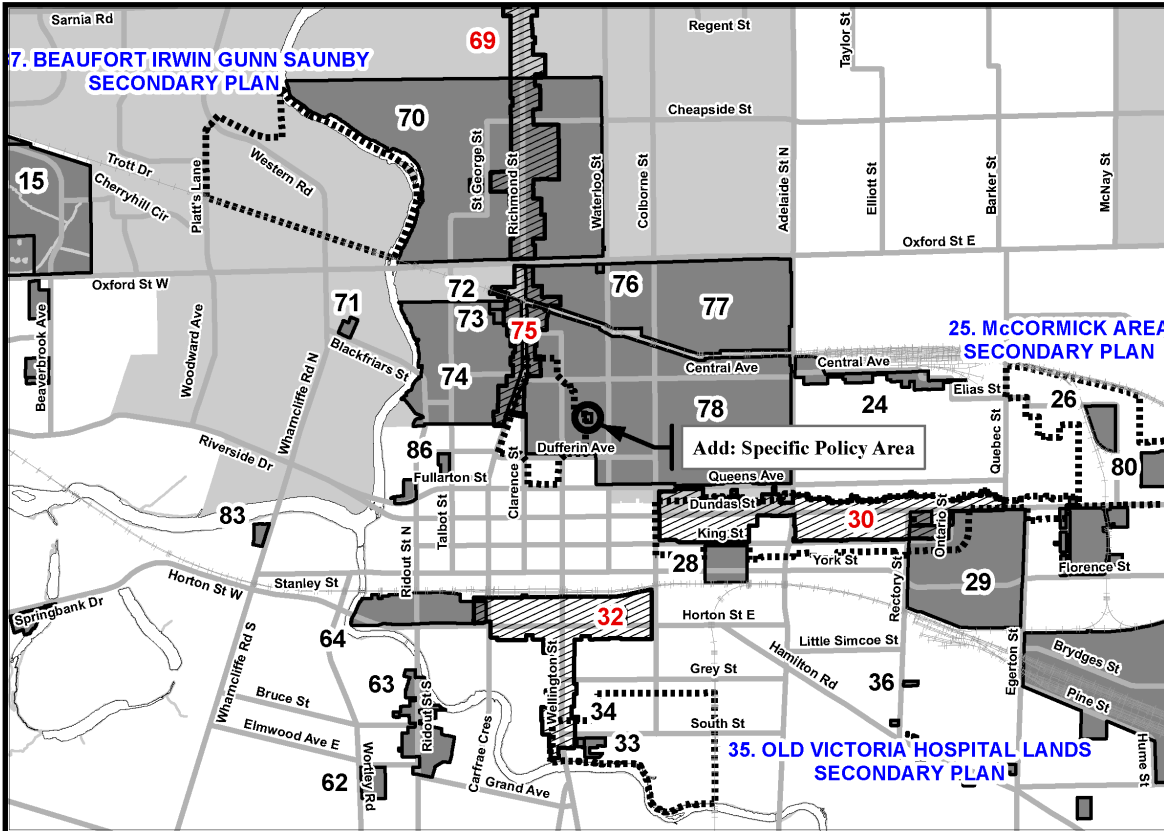 Sarnia Rd
69
Regent St
Taylor St
37. BEAUFORT IRWIN GUNN SAUNBY
SECONDARY PLAN
70
Cheapside St
St George St
Richmond St
Waterloo St
Colborne St
Adelaide St N
Elliott St
Barker St
McNay St
Trott Dr
Western Rd
15
Platt's Lane
Cherryhill Cir
Oxford St E
Oxford St W
72
76
77
71
73
75
25. McCORMICK AREA
SECONDARY PLAN
Beaverbrook Ave
Woodward Ave
Wharncliffe Rd N
Blackfriars St
74
Central Ave
Central Ave
Elias St
24
26
78
Dufferin Ave
Add: Specific Policy Area
Quebec St
Riverside Dr
86
Fullarton St
Clarence St
Queens Ave
80
Talbot St
Dundas St
30
Ontario St
83
King St
Ridout St N
28
York St
29
Florence St
Horton St W
Stanley St
Rectory St
Springbank Dr
64
32
Horton St E
Little Simcoe St
Wharncliffe Rd S
Egerton St
Brydges St
Wellington St
Grey St
Hamilton Rd
63
36
Pine St
Bruce St
Ridout St S
34
South St
Elmwood Ave E
Carfrae Cres
33
35. OLD VICTORIA HOSPITAL LANDS
SECONDARY PLAN
Hume St
62
Wortley Rd
Grand Ave